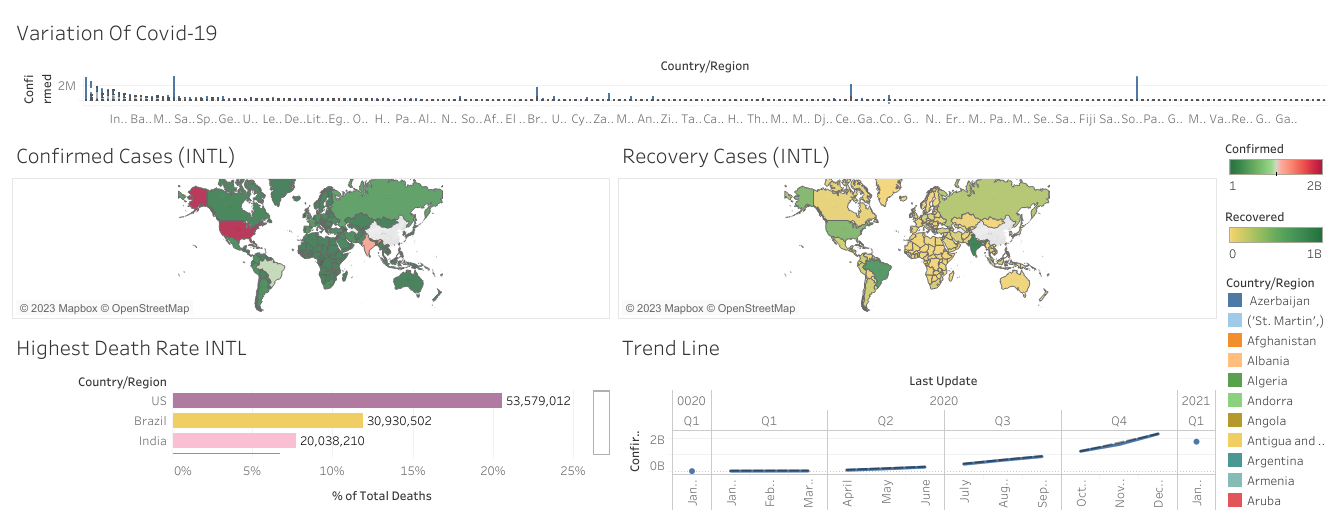 Variation Of Covid-19
Country/Region
Confi
rmed
2M
In.. Ba.. M.. Sa.. Sp.. Ge.. U.. Le.. De.. Lit.. Eg.. O.. H.. Pa.. Al.. N.. So.. Af.. El .. Br.. U.. Cy.. Za.. M.. An.. Zi.. Ta.. Ca.. H.. Th.. M.. M.. Dj.. Ce.. Ga.. Co.. G.. N.. Er.. M.. Pa.. M.. Se.. Sa.. Fiji Sa.. So.. Pa.. G.. M.. Va.. Re.. G.. Ga..
Confirmed Cases (INTL)
© 2023 Mapbox © OpenStreetMap
Recovery Cases (INTL)
© 2023 Mapbox © OpenStreetMap
Confirmed
1 2B
Recovered
0 1B
Country/Region
Azerbaijan
('St. Martin',)
Afghanistan
Albania
Algeria
Andorra
Angola
Antigua and ..
Argentina
Armenia
Aruba
Highest Death Rate INTL
Country/Region
US 53,579,012
Brazil 30,930,502
India 20,038,210
0% 5% 10% 15% 20% 25%
% of Total Deaths
Trend Line
Last Update
0020 2020 2021
Q1 Q1 Q2 Q3 Q4 Q1
Confir..
2B
0B
Jan.. Jan.. Feb.. Mar.. April May June July Aug.. Sep.. Oct.. Nov.. Dec.. Jan..